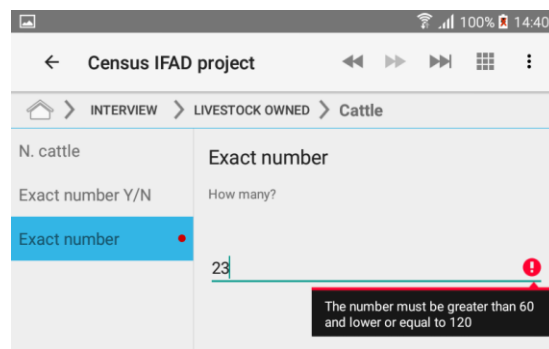 100% 14:40
Census IFAD project
INTERVIEW LIVESTOCK OWNED Cattle
N. cattle
Exact number Y/N
Exact number
Exact number
How many?
23
The number must be greater than 60
and lower or equal to 120